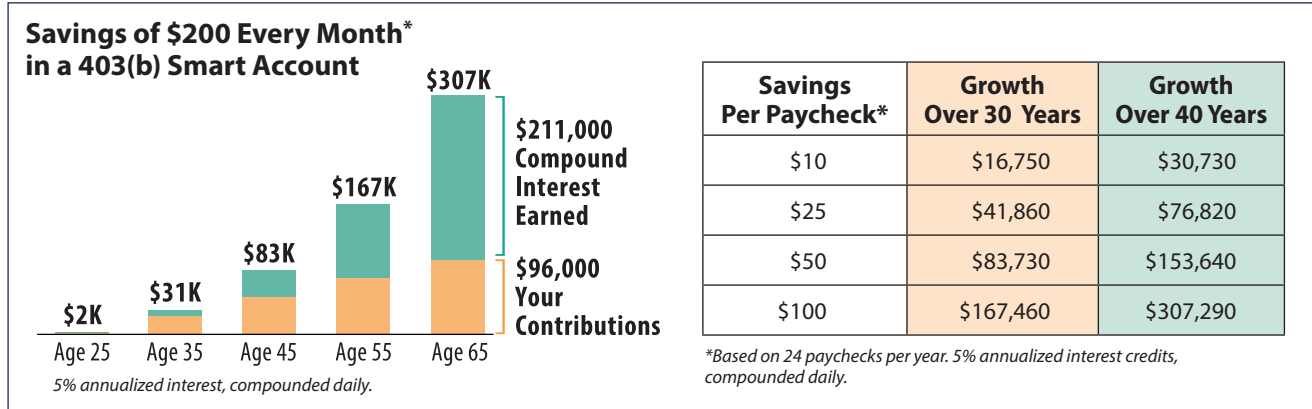 Savings of $200 Every Month*
in a 403(b) Smart Account
$307K
$211,000
Compound
Interest
Earned
$167K
$83K
$96,000
Your
Contributions
$31K
$2K
Age 25 Age 35 Age 45 Age 55 Age 65
5% annualized interest, compounded daily.
Savings
Per Paycheck*
Growth
Over 30 Years
Growth
Over 40 Years
$10 $16,750 $30,730
$25 $41,860 $76,820
$50 $83,730 $153,640
$100 $167,460 $307,290
*Based on 24 paychecks per year. 5% annualized interest credits,
compounded daily.